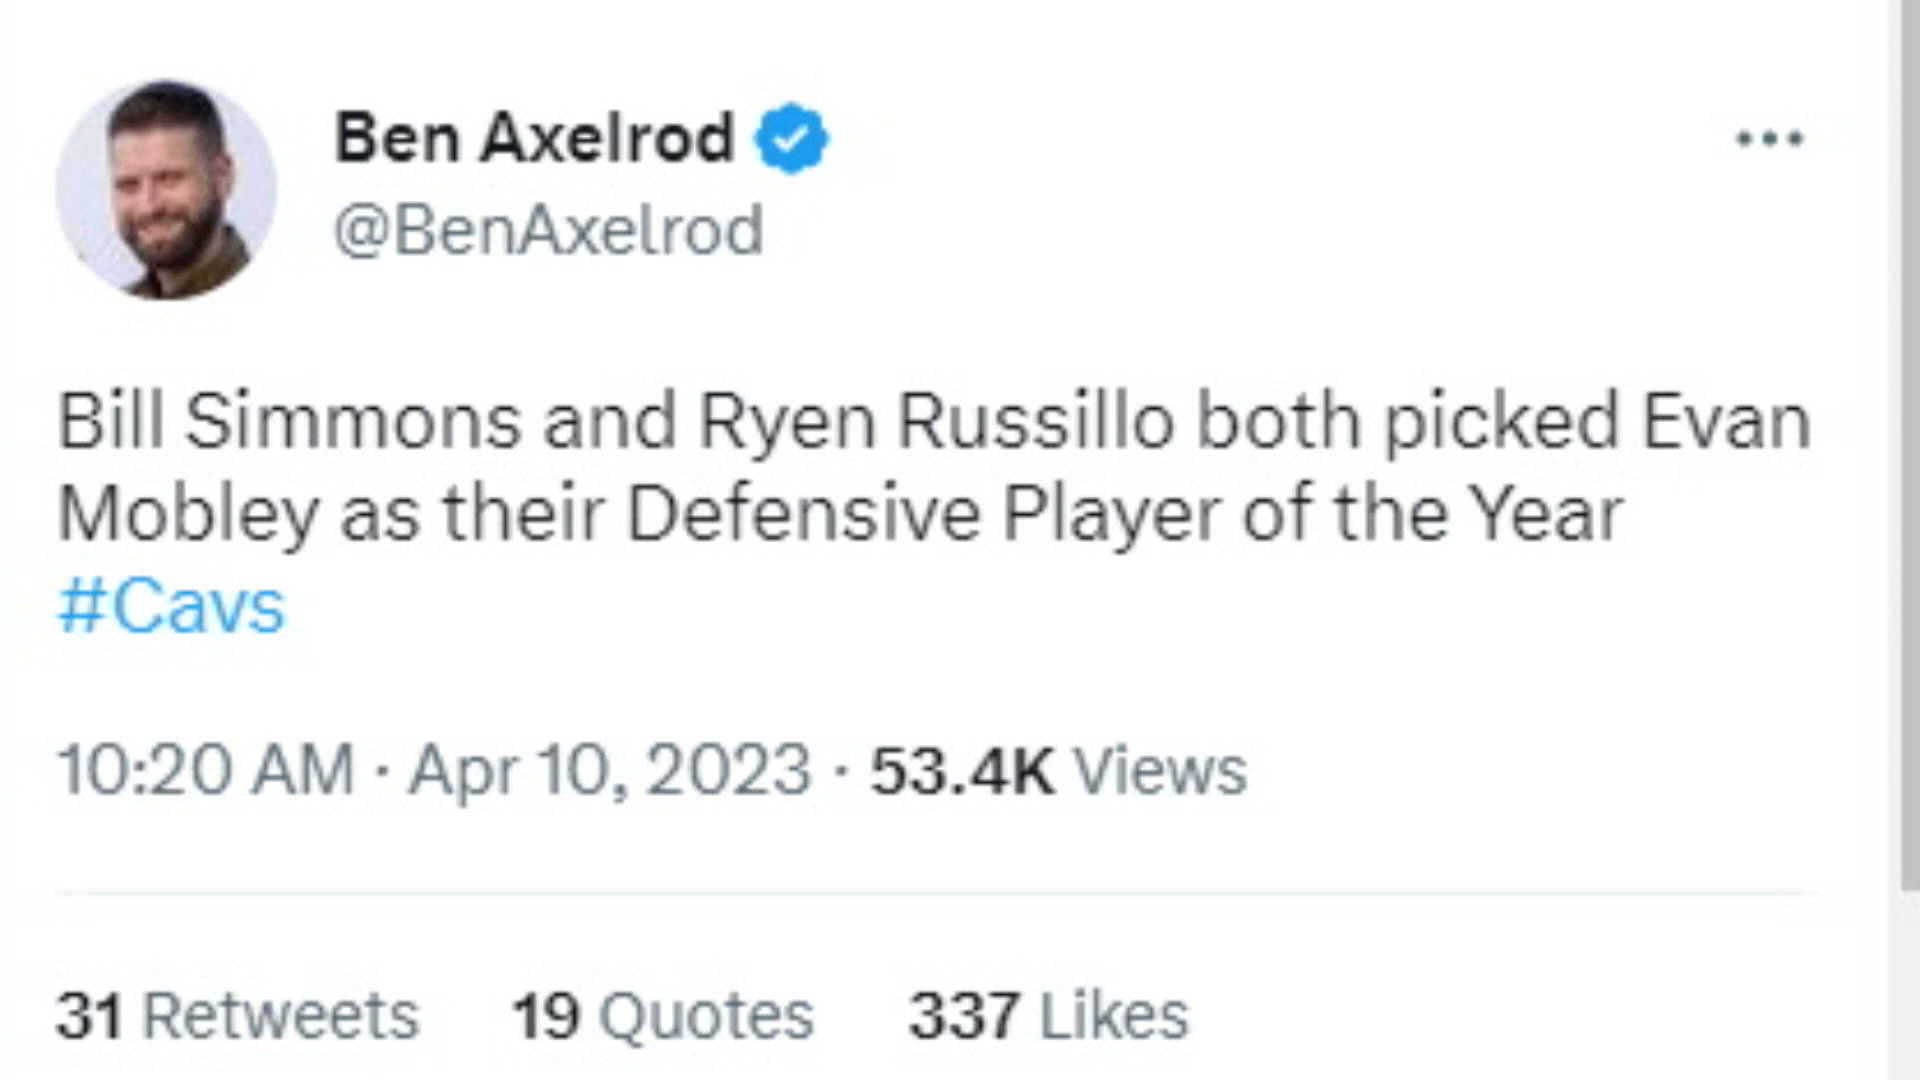 Ben Axelrod
@BenAxelrod
Bill Simmons and Ryen Russillo both picked Evan
Mobley as their Defensive Player of the Year
#Cavs
10:20 AM · Apr 10, 2023 · 53.4K Views
31 Retweets 19 Quotes 337 Likes